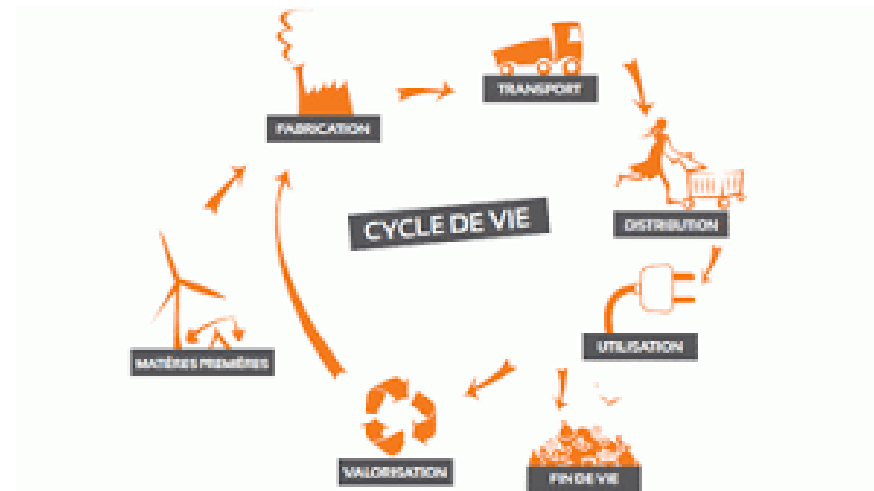 TRANSPORT
FABRICATION
CYCLE DE VIE
DISTRIBUTION
UTILISATION
MATIÈRES PREMIÈRES
VALORISATION
FIN DE VIE